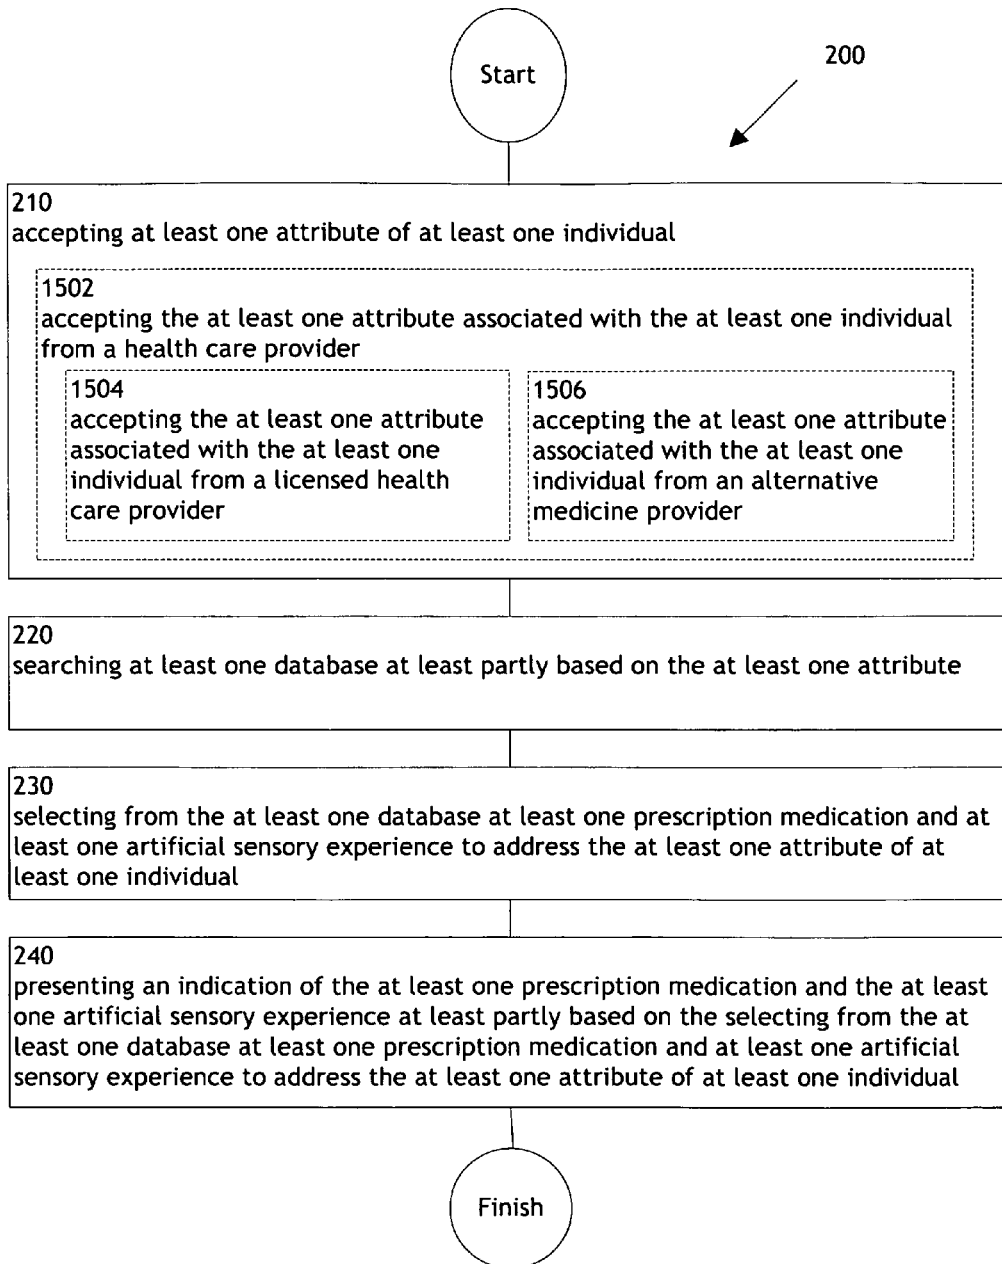 Start
200
210
accepting at least one attribute of at least one individual
1502
accepting the at least one attribute associated with the at least one individual
from a health care provider
1504
accepting the at least one attribute
associated with the at least one
individual from a licensed health
care provider
1506
accepting the at least one attribute
associated with the at least one
individual from an alternative
medicine provider
220
searching at least one database at least partly based on the at least one attribute
230
selecting from the at least one database at least one prescription medication and at
least one artificial sensory experience to address the at least one attribute of at
least one individual
240
presenting an indication of the at least one prescription medication and the at least
one artificial sensory experience at least partly based on the selecting from the at
least one database at least one prescription medication and at least one artificial
sensory experience to address the at least one attribute of at least one individual
Finish